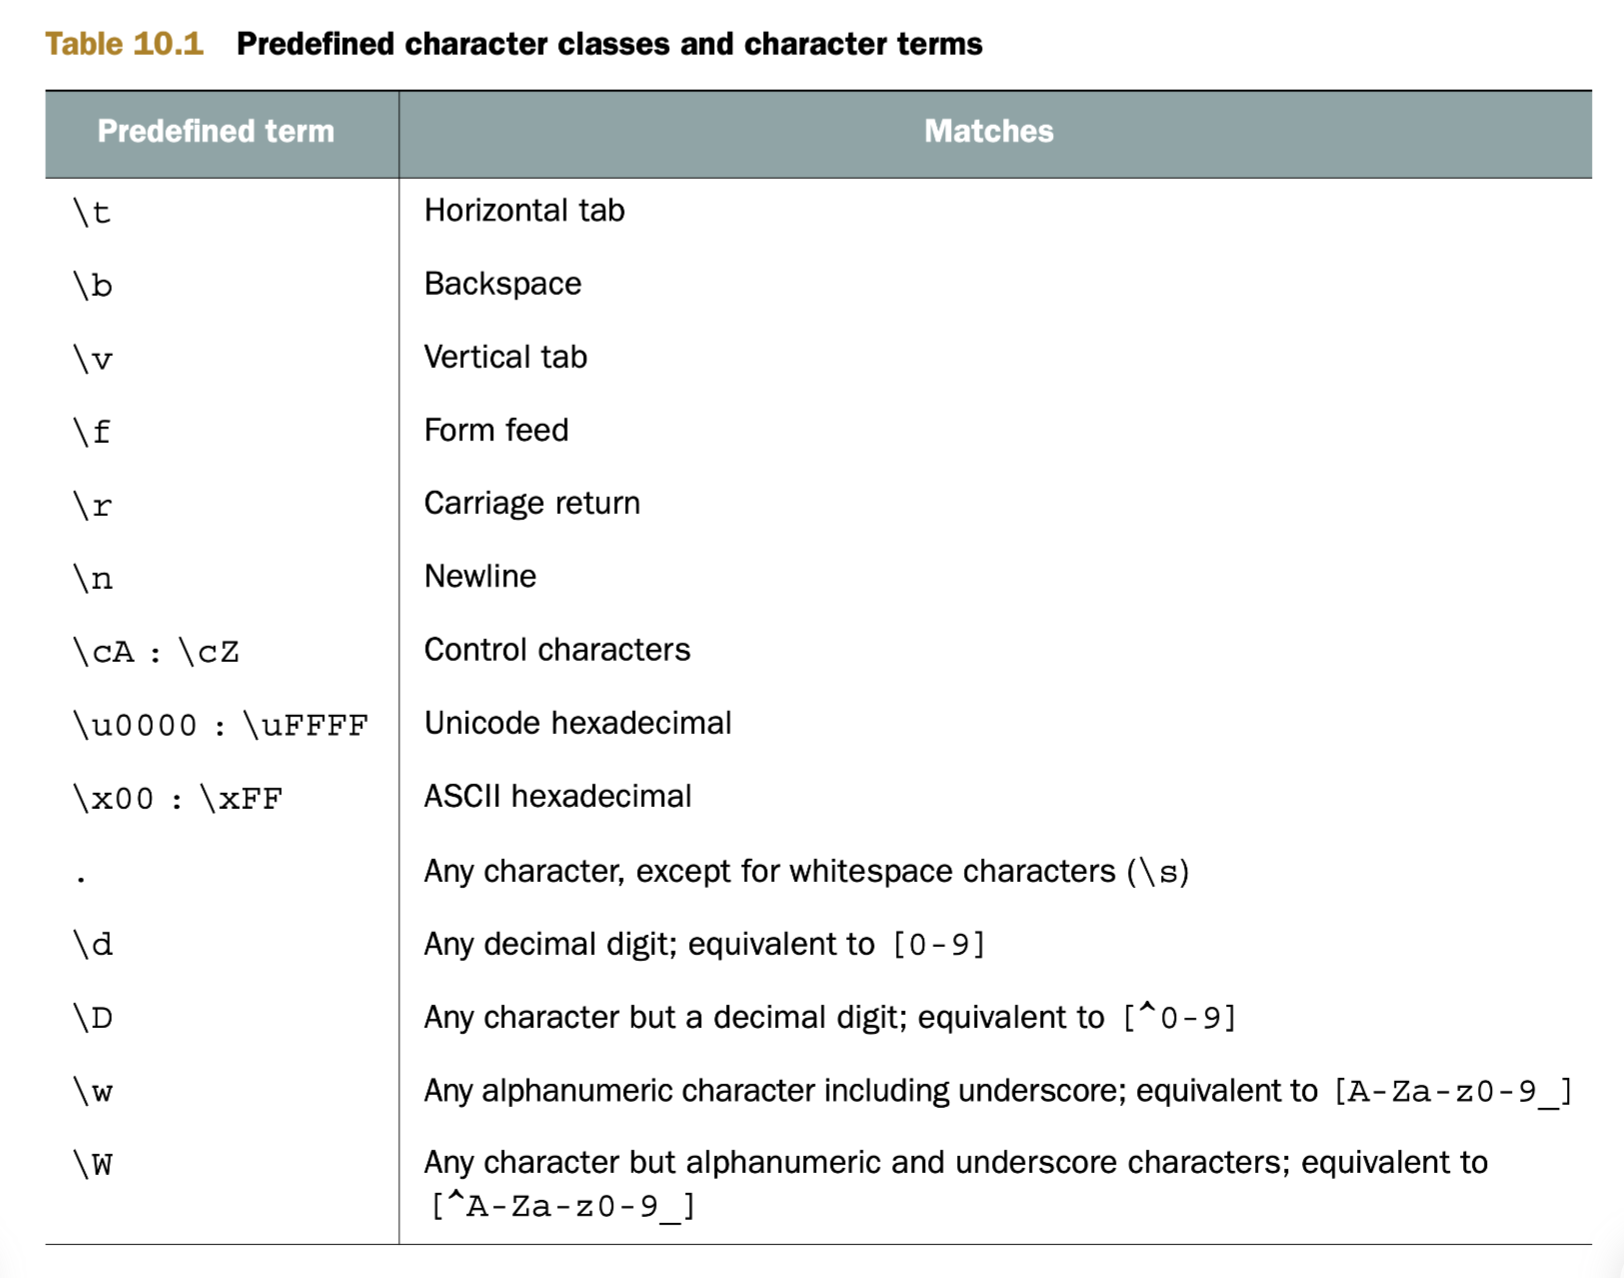 Table 10.1 Predefined character classes and character terms
Predefined term Matches
\t Horizontal tab
\b Backspace
\v Vertical tab
\f Form feed
\r Carriage return
\n Newline
\cA : \cZ Control characters
\u0000 : \uFFFF Unicode hexadecimal
\x00 : \xFF ASCII hexadecimal
. Any character, except for whitespace characters (\s)
\d Any decimal digit; equivalent to [0-9]
\D Any character but a decimal digit; equivalent to [^0-9]
\w Any alphanumeric character including underscore; equivalent to [A-Za-z0-9_]
\W Any character but alphanumeric and underscore characters; equivalent to
[^A-Za-z0-9_]